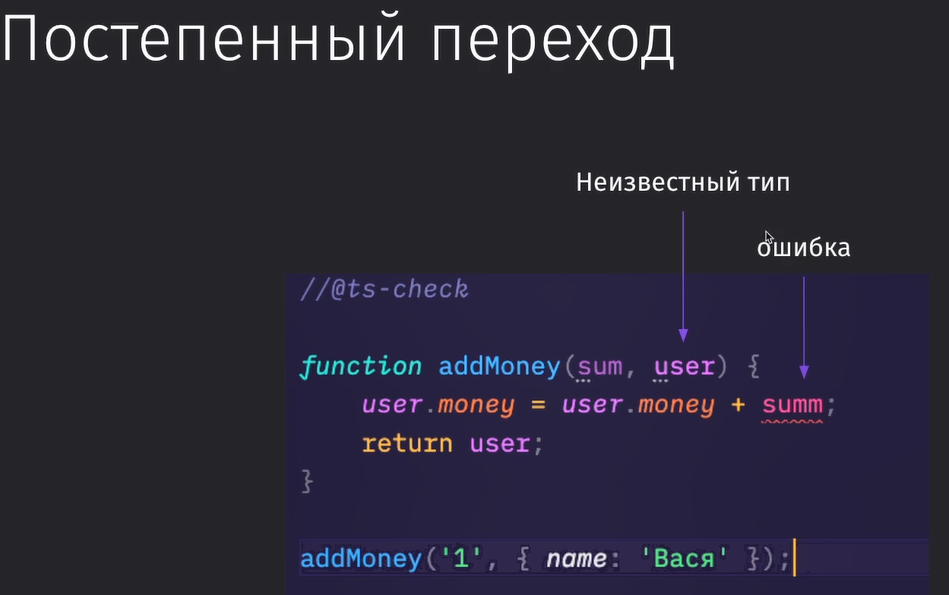 Постепенный переход
Неизвестный тип
ошибка
//@ts-check
function addMoney(sum, user) {
user.money = user.money + summ;
return user;
}
addMoney('1', { name: 'Вася' });